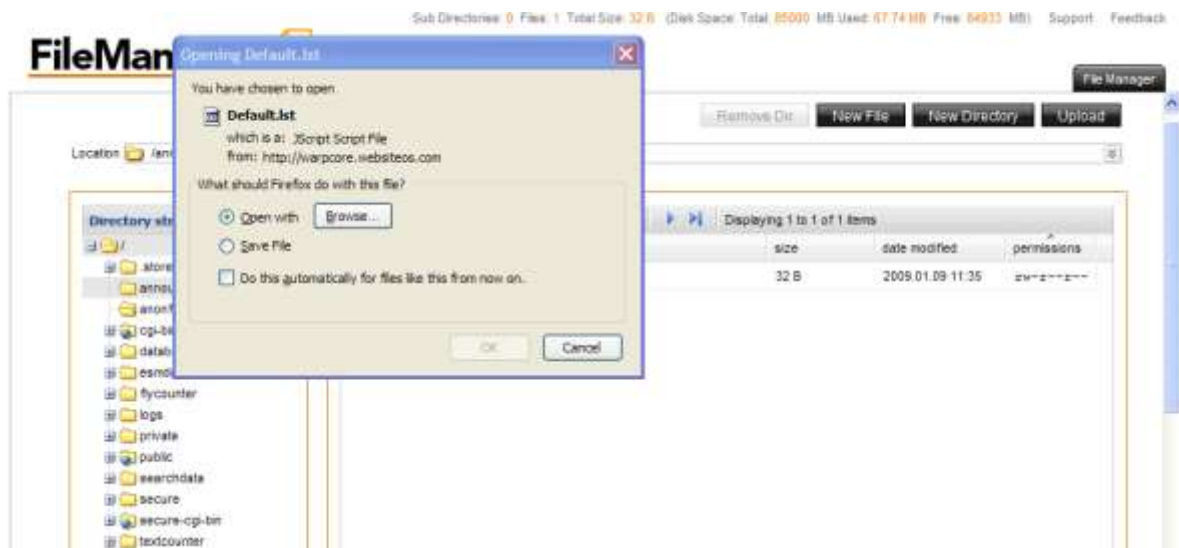 Sub Directories: 0 Files: 1 Total Size: 32 B (Disk Space: Total: 85000 MB Used: 67.74 MB Free: 84933 MB) Support Feedback
FileMan
Opening Default.lst
File Manager
You have chosen to open
Default.lst
which is a: JScript Script File
from: http://warpcore.websiteos.com
Remove Dir New File New Directory Upload
Location
What should Firefox do with this file?
Open with Browse...
Save File
Do this automatically for files like this from now on.
OK Cancel
Directory str
Displaying 1 to 1 of 1 items
size date modified permissions
32 B 2009.01.09 11:35 rw-r--r--
/
.store
annou
anonf
cgi-bi
datab
esmd
flycounter
logs
private
public
searchdata
secure
secure-cgi-bin
textcounter